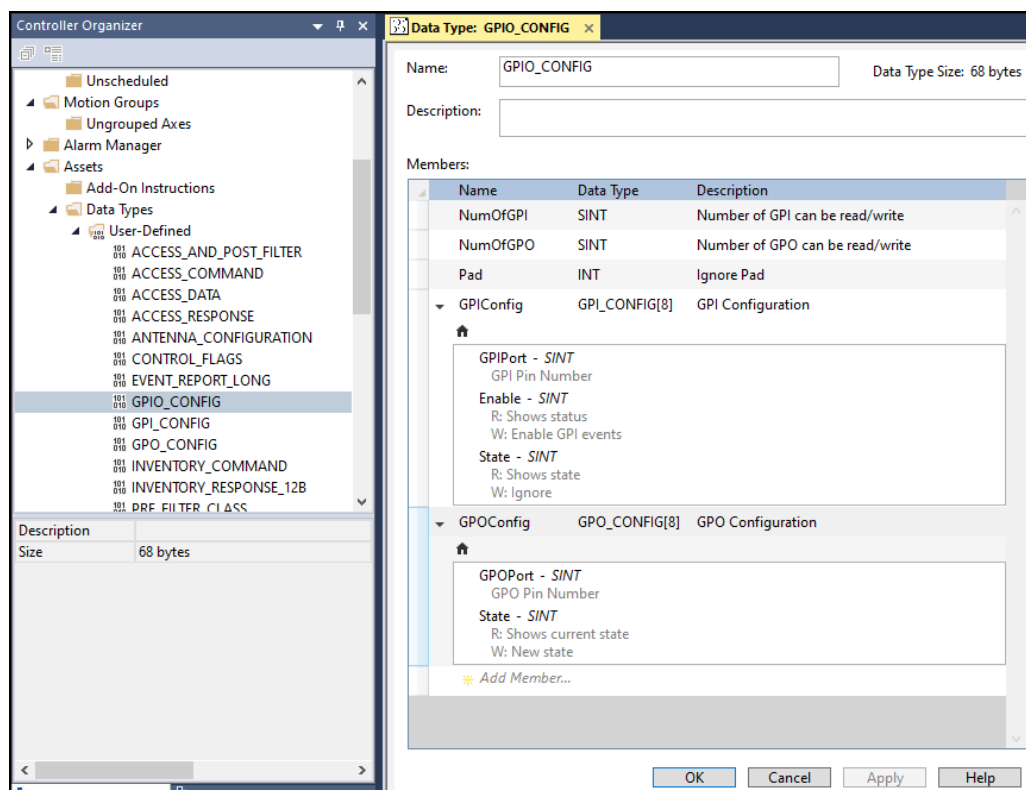 Controller Organizer
Unscheduled
Motion Groups
Ungrouped Axes
Alarm Manager
Assets
Add-On Instructions
Data Types
User-Defined
ACCESS_AND_POST_FILTER
ACCESS_COMMAND
ACCESS_DATA
ACCESS_RESPONSE
ANTENNA_CONFIGURATION
CONTROL_FLAGS
EVENT_REPORT_LONG
GPIO_CONFIG
GPI_CONFIG
GPO_CONFIG
INVENTORY_COMMAND
INVENTORY_RESPONSE_12B
PRE_FILTER_CLASS
Description
Size 68 bytes
Data Type: GPIO_CONFIG
Name: GPIO_CONFIG Data Type Size: 68 bytes
Description:
Members:
Name Data Type Description
NumOfGPI SINT Number of GPI can be read/write
NumOfGPO SINT Number of GPO can be read/write
Pad INT Ignore Pad
GPIConfig GPI_CONFIG[8] GPI Configuration
GPIPort - SINT
GPI Pin Number
Enable - SINT
R: Shows status
W: Enable GPI events
State - SINT
R: Shows state
W: Ignore
GPOConfig GPO_CONFIG[8] GPO Configuration
GPOPort - SINT
GPO Pin Number
State - SINT
R: Shows current state
W: New state
Add Member...
OK Cancel Apply Help